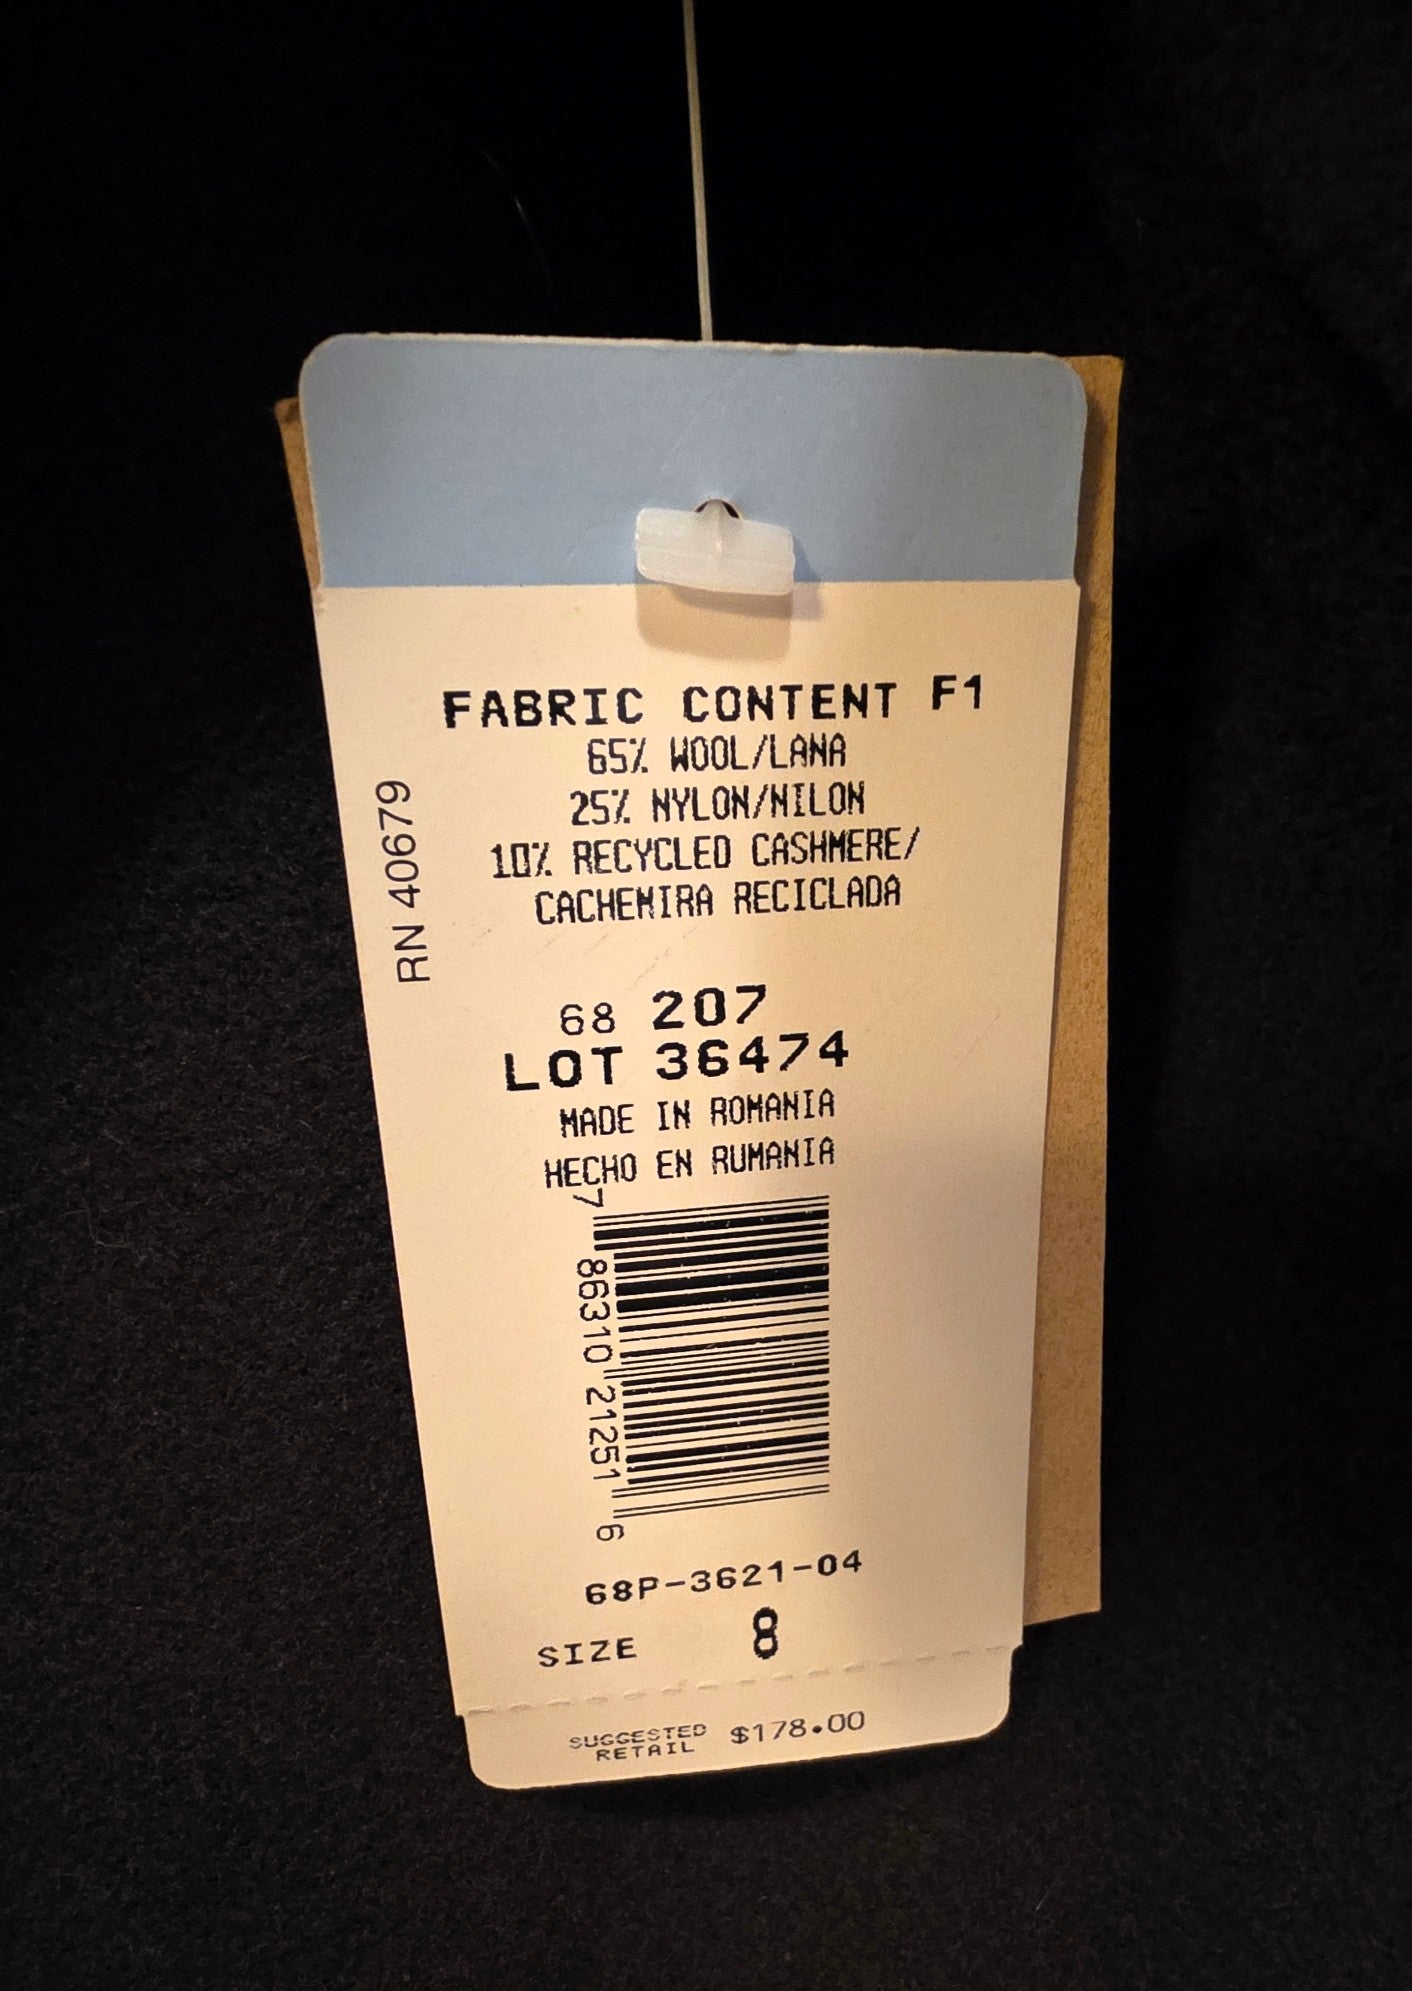 FABRIC CONTENT F1
65% WOOL/LANA
25% NYLON/NILON
10% RECYCLED CASHMERE/
CACHEMIRA RECICLADA
RN 40679
68 207
LOT 36474
MADE IN ROMANIA
HECHO EN RUMANIA
7 86310 21251 6
68P-3621-04
SIZE 8
SUGGESTED RETAIL $178.00